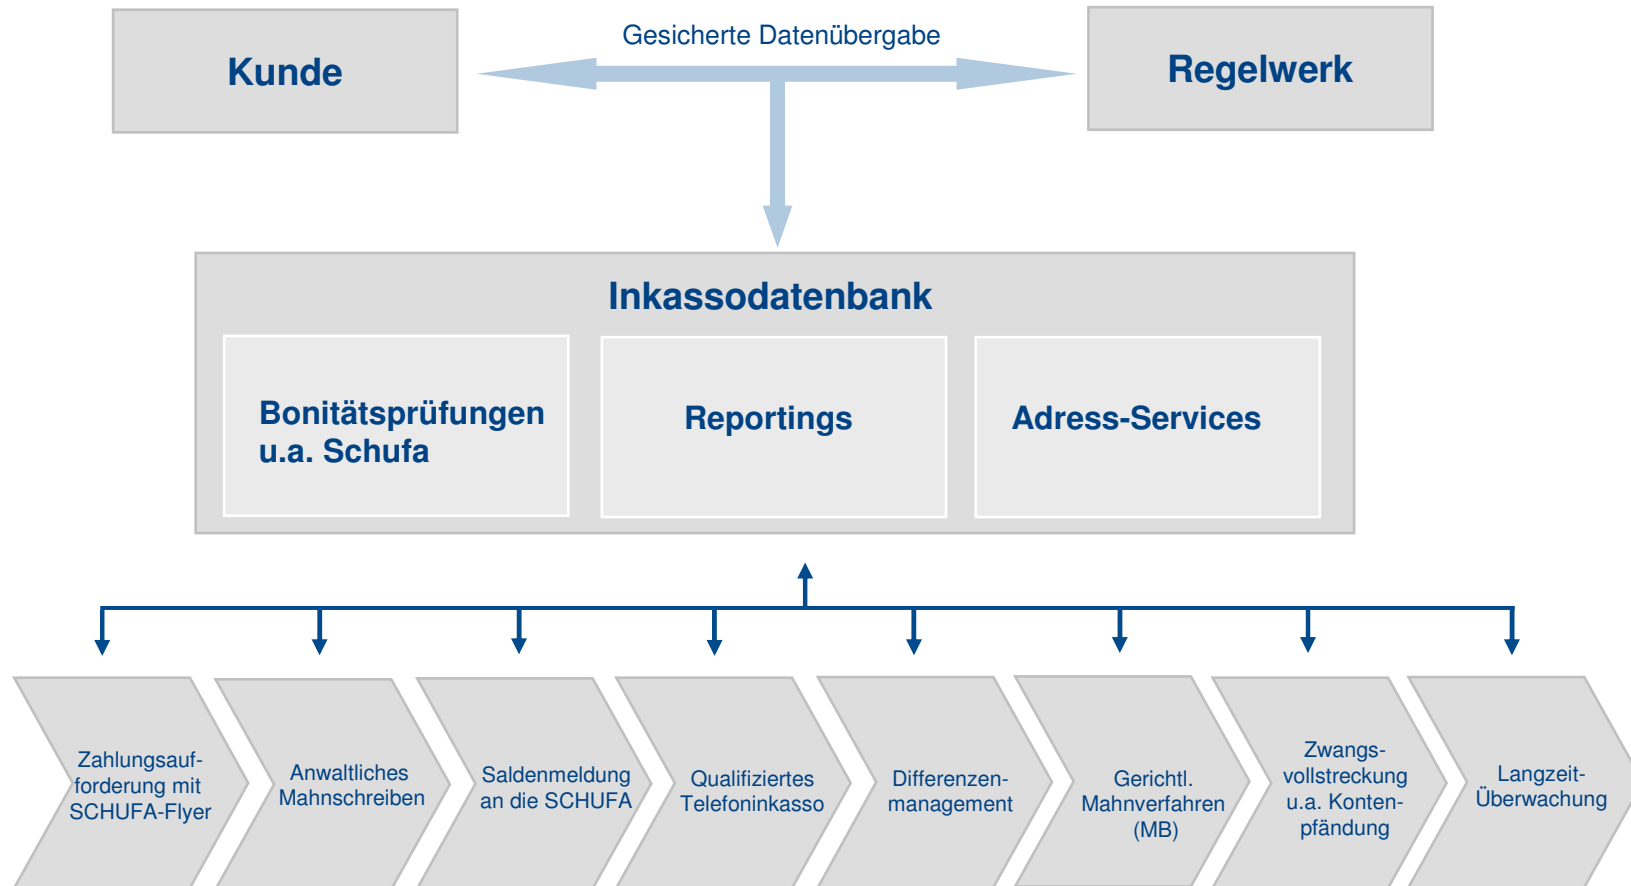 Gesicherte Datenübergabe
Kunde
Regelwerk
Inkassodatenbank
Bonitätsprüfungen
u.a. Schufa
Reportings
Adress-Services
Zahlungsauf-
forderung mit
SCHUFA-Flyer
Anwaltliches
Mahnschreiben
Saldenmeldung
an die SCHUFA
Qualifiziertes
Telefoninkasso
Differenzen-
management
Gerichtl.
Mahnverfahren
(MB)
Zwangs-
vollstreckung
u.a. Konten-
pfändung
Langzeit-
Überwachung